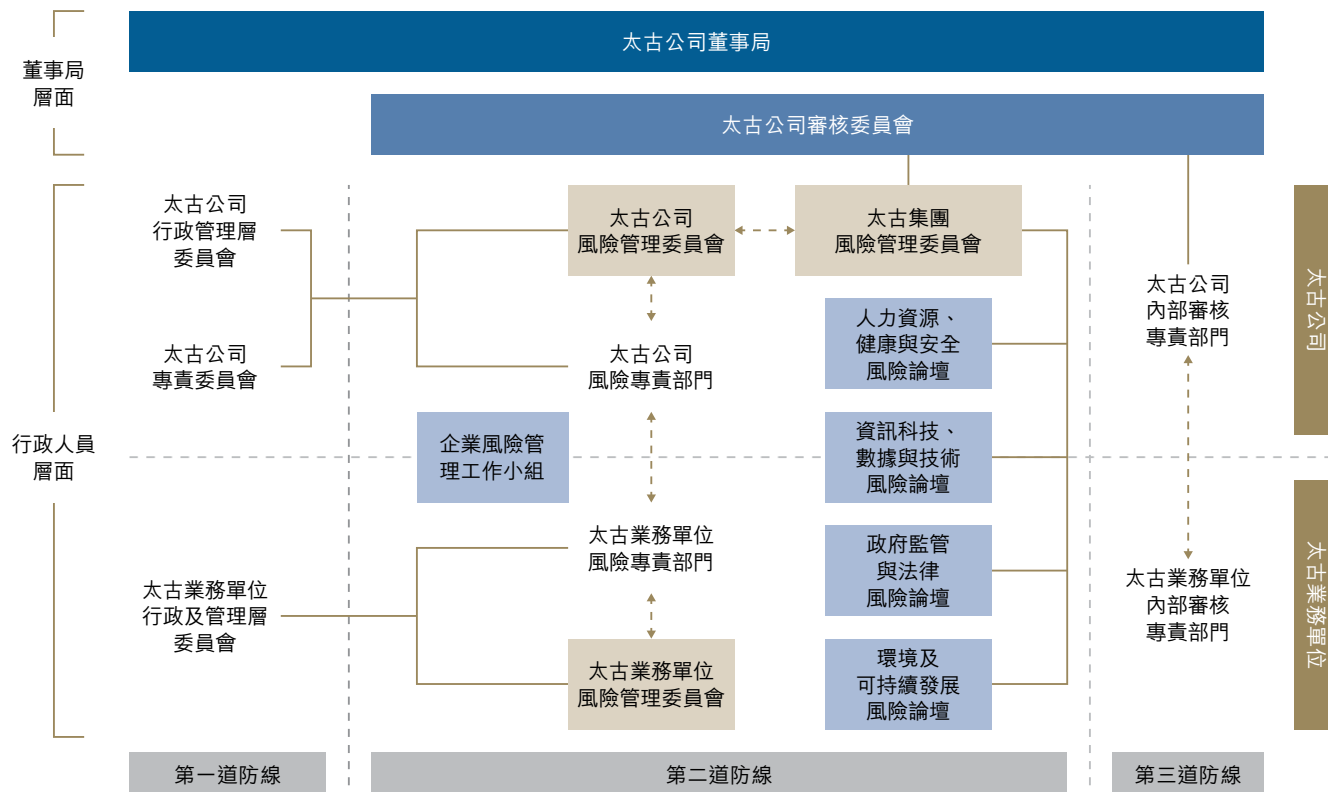 太古公司董事局
董事局
層面
太古公司審核委員會
太古公司
行政管理層
委員會
太古公司
風險管理委員會
太古集團
風險管理委員會
太古公司
內部審核
專責部門
太古公司
人力資源、
健康與安全
風險論壇
太古公司
專責委員會
太古公司
風險專責部門
行政人員
層面
企業風險管
理工作小組
資訊科技、
數據與技術
風險論壇
太古業務單位
風險專責部門
政府監管
與法律
風險論壇
太古業務單位
行政及管理層
委員會
太古業務單位
內部審核
專責部門
太古業務單位
太古業務單位
風險管理委員會
環境及
可持續發展
風險論壇
第一道防線
第二道防線
第三道防線